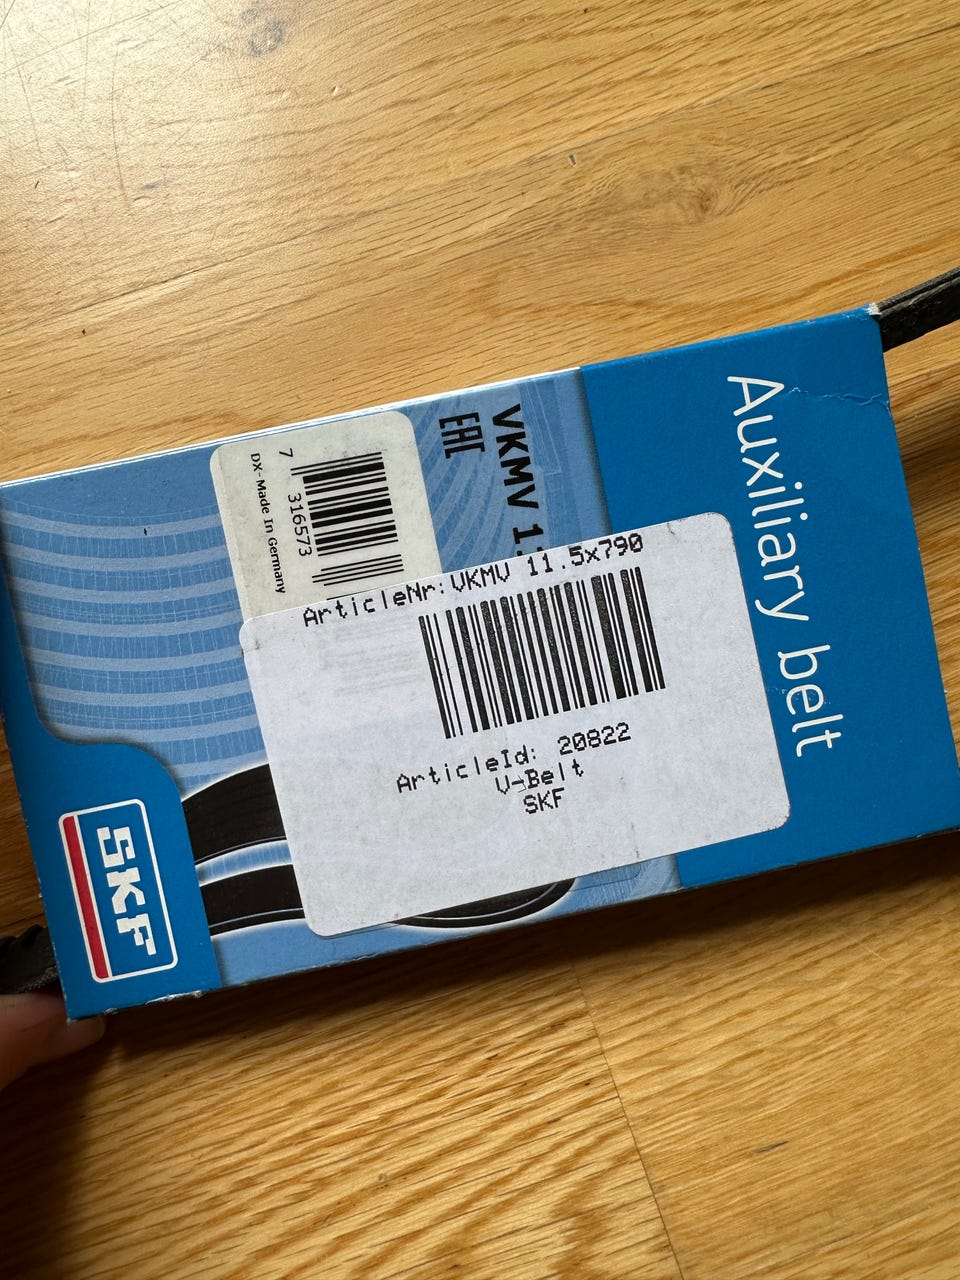 Auxiliary belt
VKMV 1
EAC
7 316573
DX-Made In Germany
ArticleNr: VKMV 11.5x790
ArticleId: 20822
V-Belt
SKF
SKF